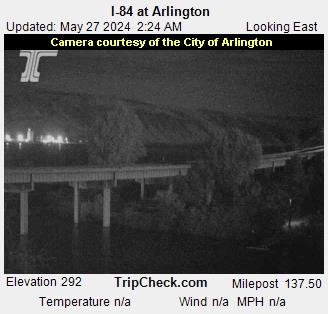 I-84 at Arlington
Updated: May 27 2024 2:24 AM Looking East
Camera courtesy of the City of Arlington
Elevation 292 TripCheck.com Milepost 137.50
Temperature n/a Wind n/a MPH n/a